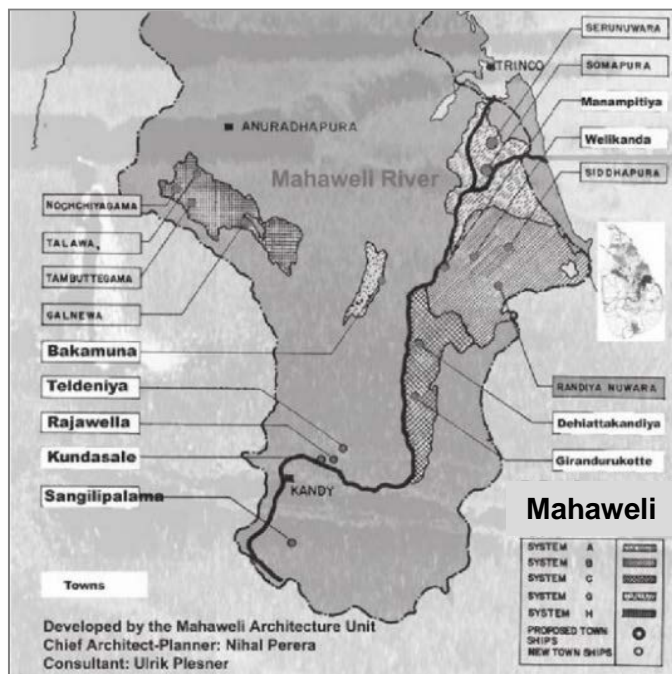 SERUNUWARA
TRINCO
SOMAPURA
Manampitiya
ANURADHAPURA
Welikanda
Mahaweli River
SIDDHAPURA
NOCHCHIYAGAMA
TALAWA,
TAMBUTTEGAMA
GALNEWA
Bakamuna
RANDIYA NUWARA
Teldeniya
Dehiattakandiya
Rajawella
Kundasale
Girandurukotte
KANDY
Sangilipalama
Mahaweli
SYSTEM A
SYSTEM B
SYSTEM C
SYSTEM G
SYSTEM H
PROPOSED TOWN
SHIPS
NEW TOWN SHIPS
Towns
Developed by the Mahaweli Architecture Unit
Chief Architect-Planner: Nihal Perera
Consultant: Ulrik Plesner